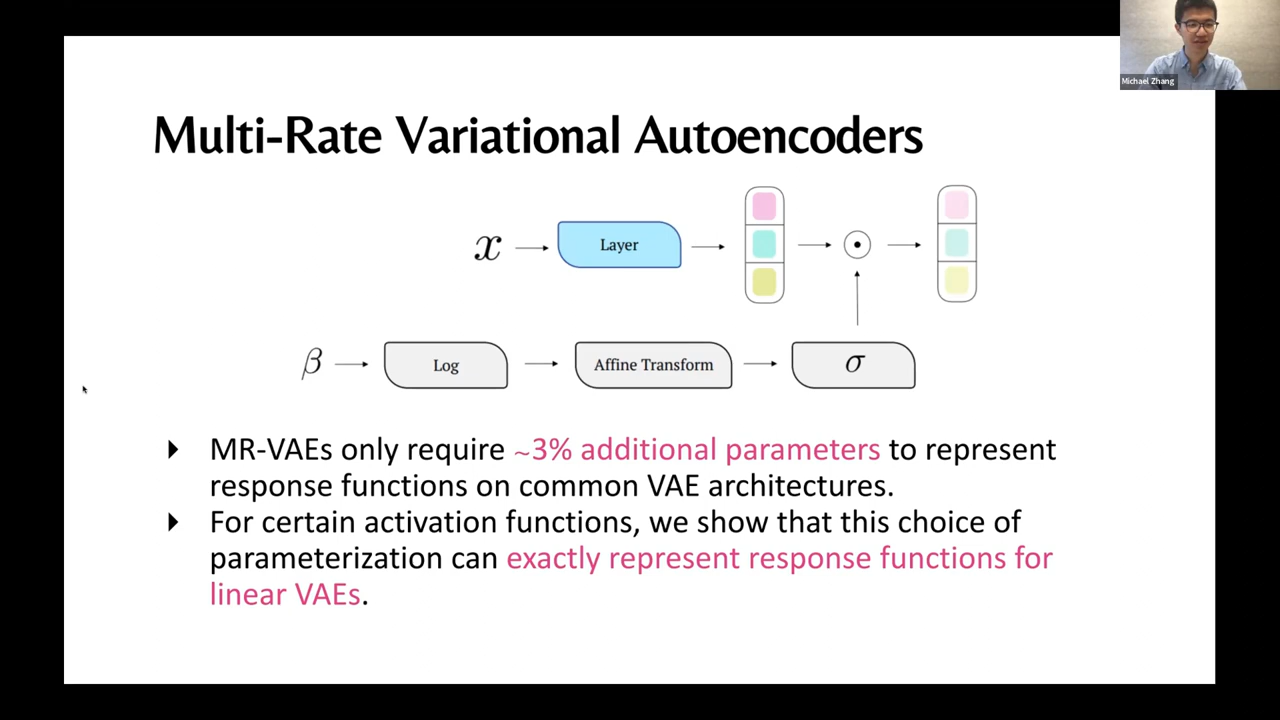 Michael Zhang
Multi-Rate Variational Autoencoders
x
Layer
β
Log
Affine Transform
σ
MR-VAEs only require ~3% additional parameters to represent
response functions on common VAE architectures.
For certain activation functions, we show that this choice of
parameterization can exactly represent response functions for
linear VAEs.